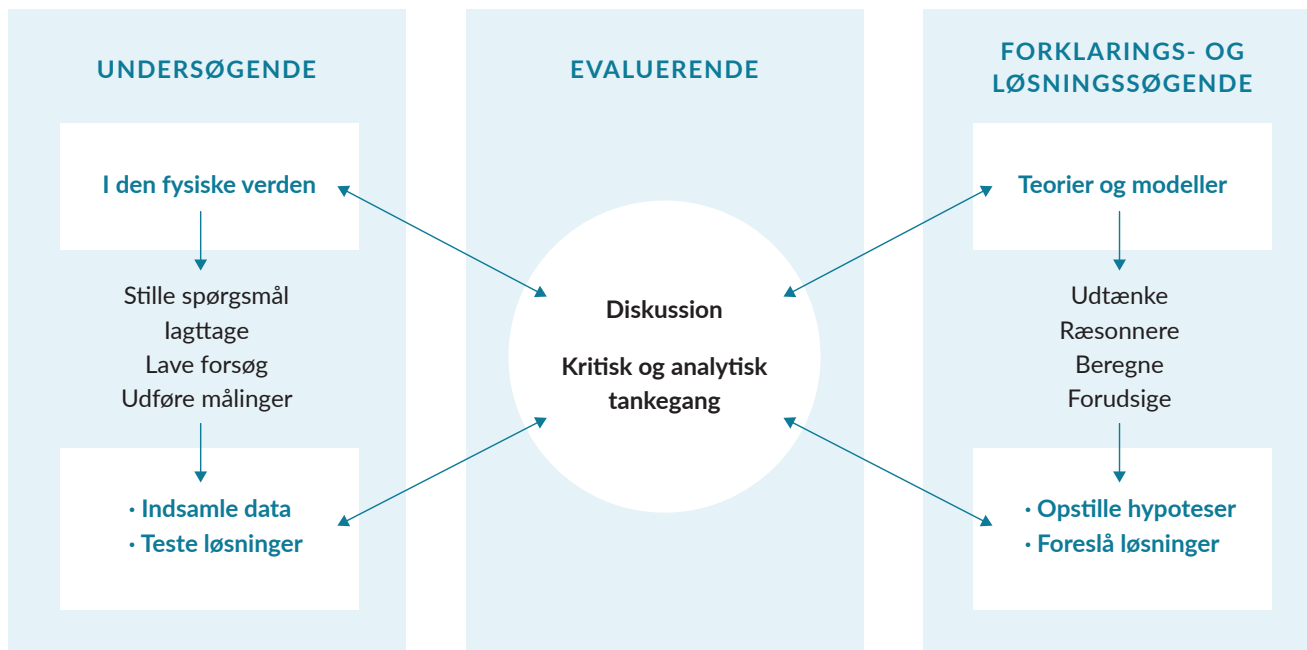 UNDERSØGENDE
I den fysiske verden
Stille spørgsmål
Iagttage
Lave forsøg
Udføre målinger
· Indsamle data
· Teste løsninger
EVALUERENDE
Diskussion
Kritisk og analytisk
tankegang
FORKLARINGS- OG
LØSNINGSSØGENDE
Teorier og modeller
Udtænke
Ræsonnere
Beregne
Forudsige
· Opstille hypoteser
· Foreslå løsninger